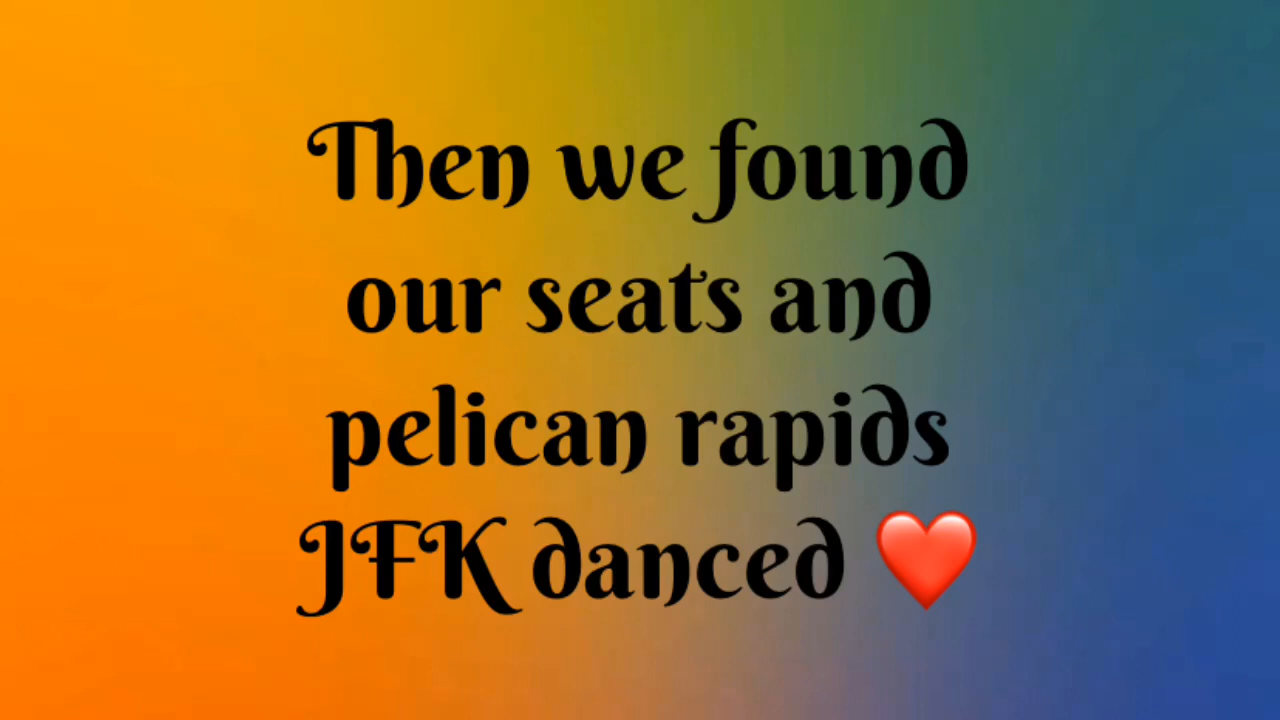 Then we found
our seats and
pelican rapids
JFK danced ❤️